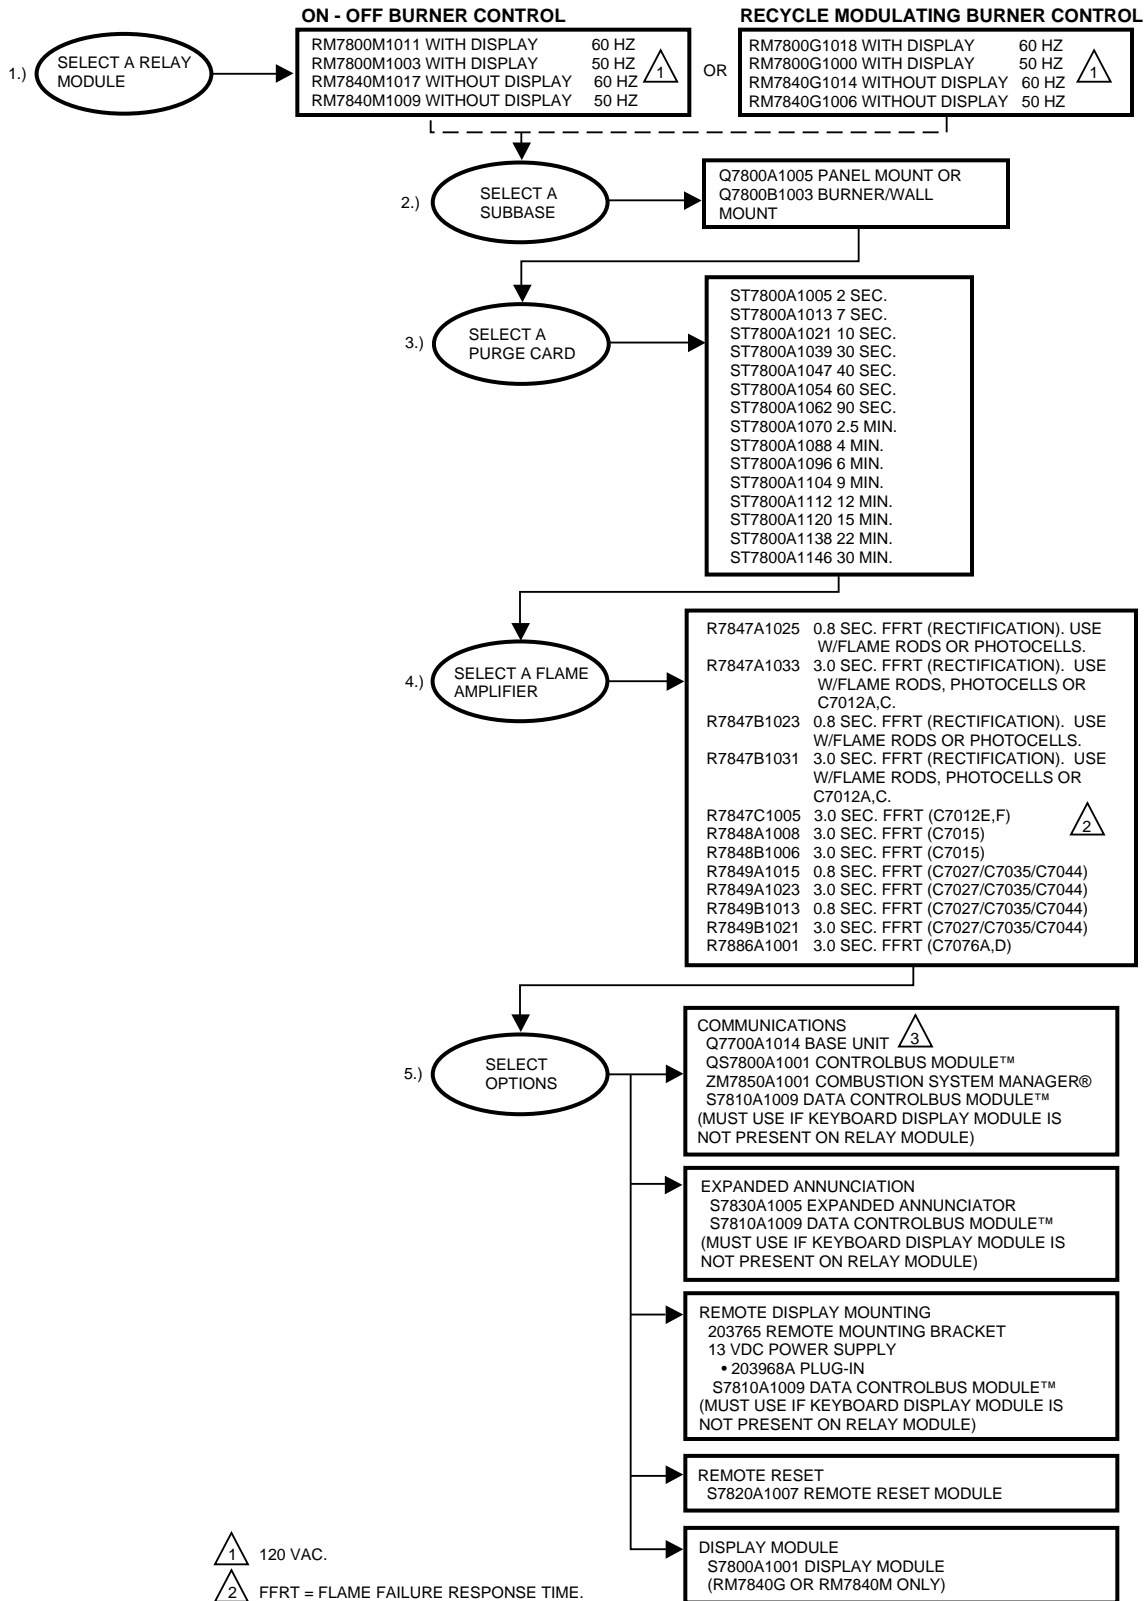 ON - OFF BURNER CONTROL
RECYCLE MODULATING BURNER CONTROL
1.)
SELECT A RELAY
MODULE
RM7800M1011 WITH DISPLAY 60 HZ
RM7800M1003 WITH DISPLAY 50 HZ
RM7840M1017 WITHOUT DISPLAY 60 HZ
RM7840M1009 WITHOUT DISPLAY 50 HZ
1
OR
RM7800G1018 WITH DISPLAY 60 HZ
RM7800G1000 WITH DISPLAY 50 HZ
RM7840G1014 WITHOUT DISPLAY 60 HZ
RM7840G1006 WITHOUT DISPLAY 50 HZ
1
2.)
SELECT A
SUBBASE
Q7800A1005 PANEL MOUNT OR
Q7800B1003 BURNER/WALL
MOUNT
3.)
SELECT A
PURGE CARD
ST7800A1005 2 SEC.
ST7800A1013 7 SEC.
ST7800A1021 10 SEC.
ST7800A1039 30 SEC.
ST7800A1047 40 SEC.
ST7800A1054 60 SEC.
ST7800A1062 90 SEC.
ST7800A1070 2.5 MIN.
ST7800A1088 4 MIN.
ST7800A1096 6 MIN.
ST7800A1104 9 MIN.
ST7800A1112 12 MIN.
ST7800A1120 15 MIN.
ST7800A1138 22 MIN.
ST7800A1146 30 MIN.
4.)
SELECT A FLAME
AMPLIFIER
R7847A1025 0.8 SEC. FFRT (RECTIFICATION). USE
W/FLAME RODS OR PHOTOCELLS.
R7847A1033 3.0 SEC. FFRT (RECTIFICATION). USE
W/FLAME RODS, PHOTOCELLS OR
C7012A,C.
R7847B1023 0.8 SEC. FFRT (RECTIFICATION). USE
W/FLAME RODS OR PHOTOCELLS.
R7847B1031 3.0 SEC. FFRT (RECTIFICATION). USE
W/FLAME RODS, PHOTOCELLS OR
C7012A,C.
R7847C1005 3.0 SEC. FFRT (C7012E,F)
R7848A1008 3.0 SEC. FFRT (C7015)
R7848B1006 3.0 SEC. FFRT (C7015)
R7849A1015 0.8 SEC. FFRT (C7027/C7035/C7044)
R7849A1023 3.0 SEC. FFRT (C7027/C7035/C7044)
R7849B1013 0.8 SEC. FFRT (C7027/C7035/C7044)
R7849B1021 3.0 SEC. FFRT (C7027/C7035/C7044)
R7886A1001 3.0 SEC. FFRT (C7076A,D)
2
5.)
SELECT
OPTIONS
COMMUNICATIONS
Q7700A1014 BASE UNIT 3
QS7800A1001 CONTROLBUS MODULE™
ZM7850A1001 COMBUSTION SYSTEM MANAGER®
S7810A1009 DATA CONTROLBUS MODULE™
(MUST USE IF KEYBOARD DISPLAY MODULE IS
NOT PRESENT ON RELAY MODULE)
EXPANDED ANNUNCIATION
S7830A1005 EXPANDED ANNUNCIATOR
S7810A1009 DATA CONTROLBUS MODULE™
(MUST USE IF KEYBOARD DISPLAY MODULE IS
NOT PRESENT ON RELAY MODULE)
REMOTE DISPLAY MOUNTING
203765 REMOTE MOUNTING BRACKET
13 VDC POWER SUPPLY
• 203968A PLUG-IN
S7810A1009 DATA CONTROLBUS MODULE™
(MUST USE IF KEYBOARD DISPLAY MODULE IS
NOT PRESENT ON RELAY MODULE)
REMOTE RESET
S7820A1007 REMOTE RESET MODULE
DISPLAY MODULE
S7800A1001 DISPLAY MODULE
(RM7840G OR RM7840M ONLY)
1 120 VAC.
2 FFRT = FLAME FAILURE RESPONSE TIME.